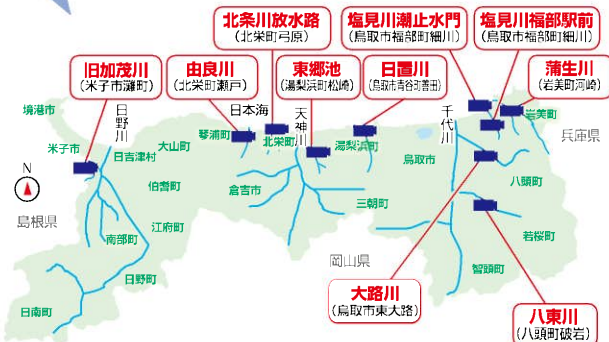 北条川放水路
(北栄町弓原)
塩見川潮止水門
(鳥取市福部町細川)
塩見川福部駅前
(鳥取市福部町細川)
旧加茂川
(米子市灘町)
由良川
(北栄町瀬戸)
東郷池
(湯梨浜町松崎)
日置川
(鳥取市青谷町善田)
蒲生川
(岩美町河崎)
境港市
日野川
日本海
天神川
千代川
岩美町
兵庫県
米子市
日吉津村
大山町
琴浦町
北栄町
湯梨浜町
鳥取市
N
伯耆町
倉吉市
三朝町
八頭町
島根県
南部町
江府町
岡山県
若桜町
智頭町
日野町
日南町
大路川
(鳥取市東大路)
八東川
(八頭町破岩)